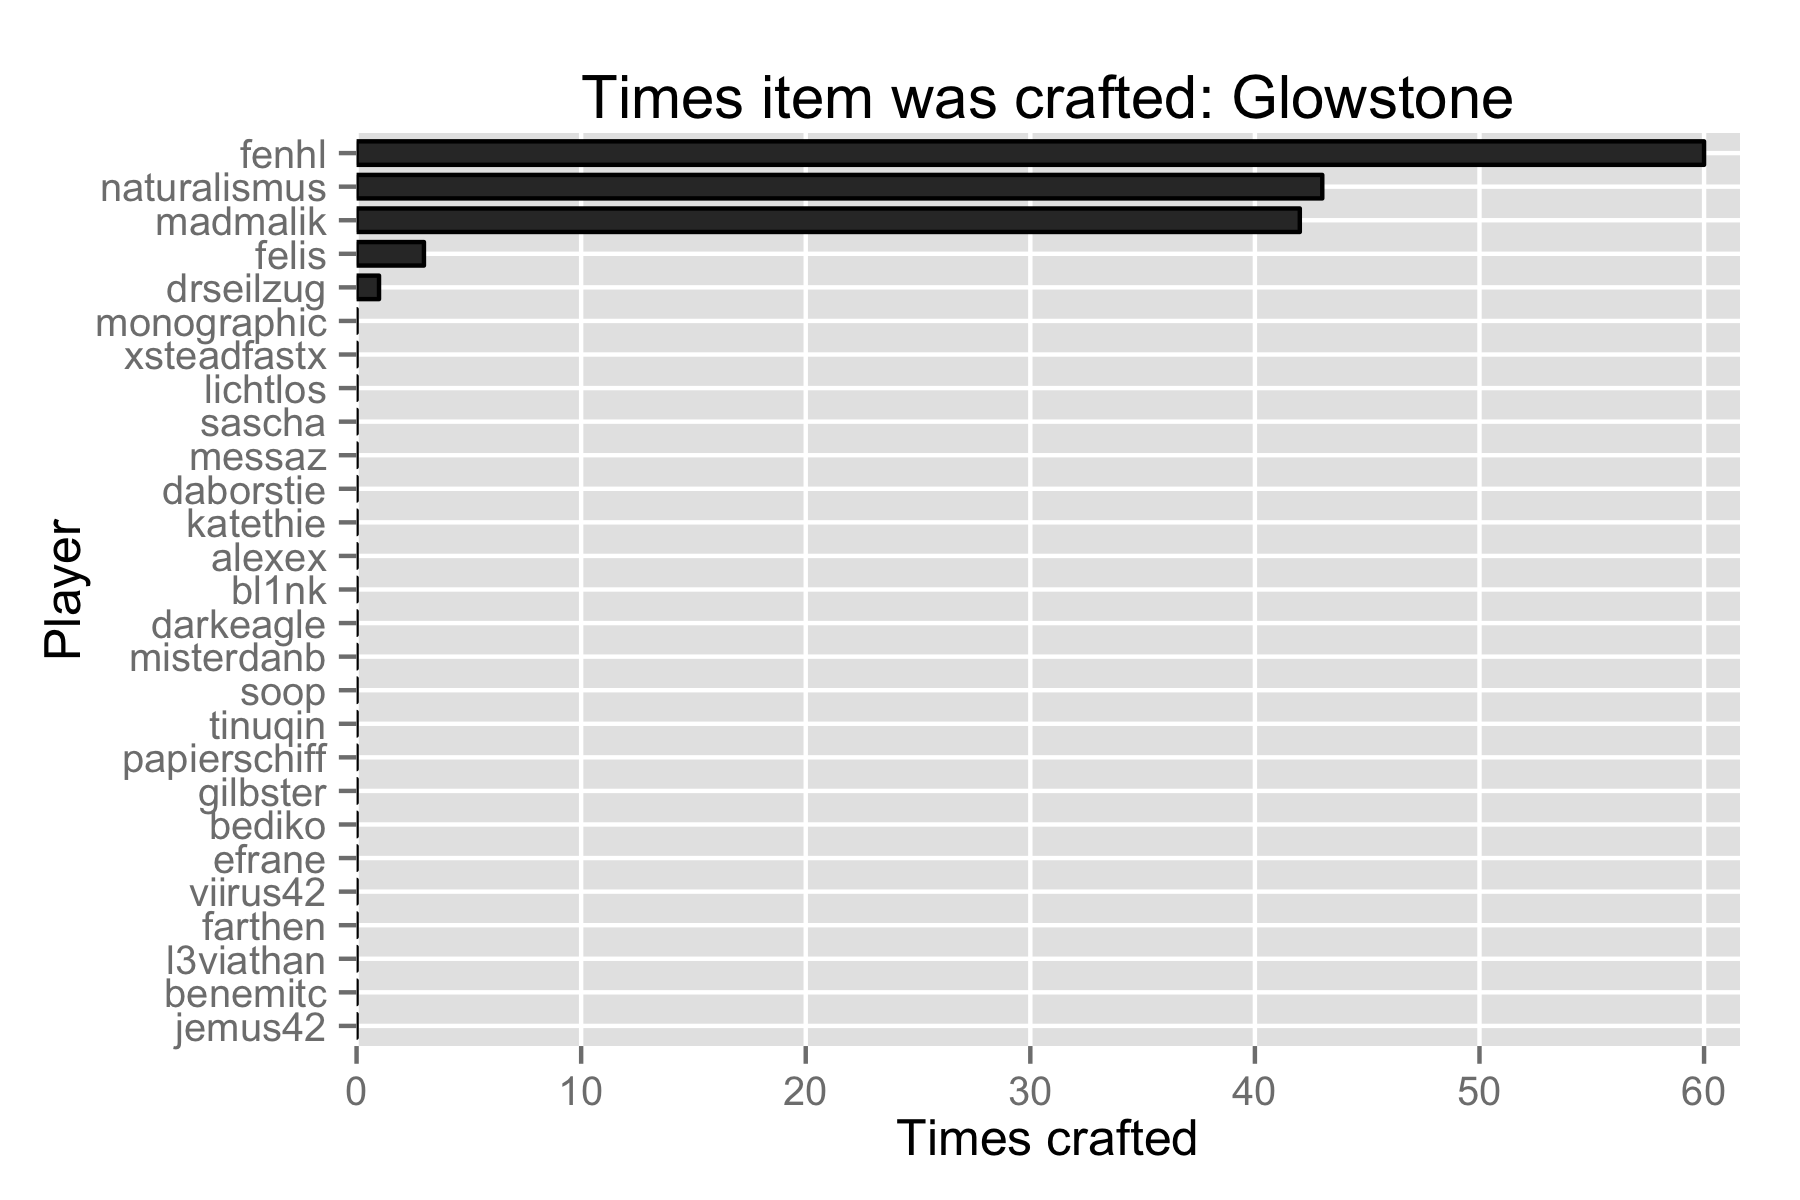 Times item was crafted: Glowstone
fenhl
naturalismus
madmalik
felis
drseilzug
monographic
xsteadfastx
lichtlos
sascha
messaz
daborstie
katethie
alexex
bl1nk
darkeagle
misterdanb
soop
tinuqin
papierschiff
gilbster
bediko
efrane
viirus42
farthen
l3viathan
benemitc
jemus42
Player
0 10 20 30 40 50 60
Times crafted